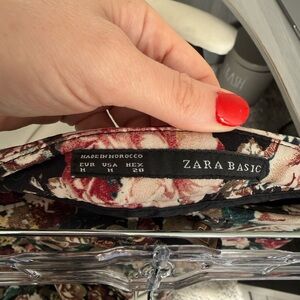 MADE IN MOROCCO
EUR USA MEX
M M 28
ZARA BASIC